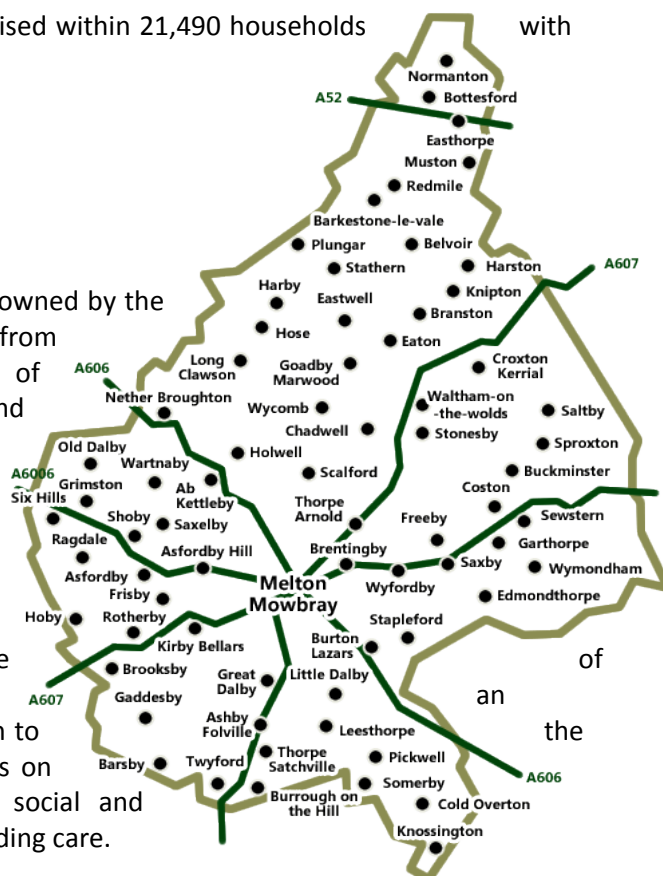 ised within 21,490 households with
Normanton
A52
Bottesford
Easthorpe
Muston
Redmile
Barkestone-le-vale
Plungar
Belvoir
Stathern
Harston
A607
owned by the
Harby
Eastwell
Knipton
from
Hose
Branston
Eaton
of
Long
Clawson
Goadby
Marwood
Croxton
Kerrial
A606
Nether Broughton
nd
Wycomb
Waltham-on
-the-wolds
Saltby
Chadwell
Stonesby
Old Dalby
Sproxton
Holwell
Wartnaby
Scalford
Buckminster
A6006
Grimston
Ab
Kettleby
Coston
Six Hills
Shoby
Saxelby
Thorpe
Arnold
Freeby
Sewstern
Ragdale
Asfordby Hill
Brentingby
Garthorpe
Saxby
Asfordby
Melton
Mowbray
Wyfordby
Wymondham
Frisby
Edmondthorpe
Hoby
Rotherby
Stapleford
Kirby Bellars
Burton
Lazars
e
of
Brooksby
Great
Dalby
Little Dalby
A607
an
Gaddesby
Ashby
Folville
Leesthorpe
the
n to
Barsby
Twyford
Thorpe
Satchville
Pickwell
s on
A606
Somerby
social and
Burrough on
the Hill
Cold Overton
ding care.
Knossington